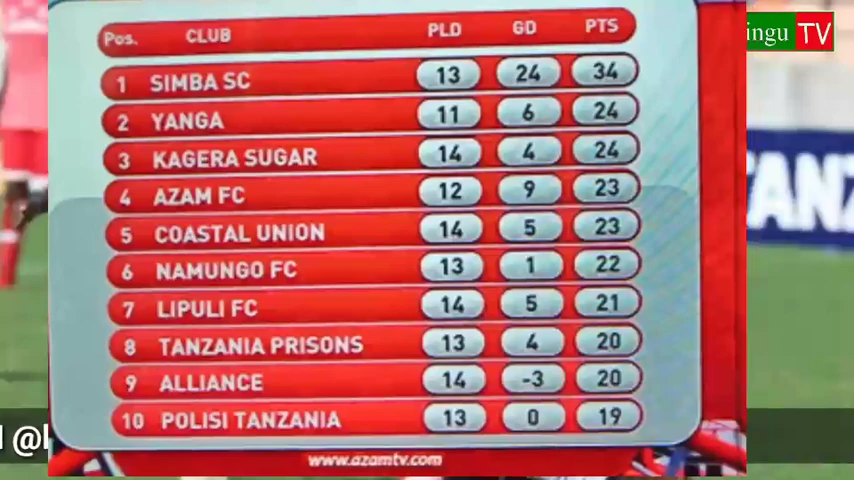 ingu TV
Pos. CLUB PLD GD PTS
1 SIMBA SC 13 24 34
2 YANGA 11 6 24
3 KAGERA SUGAR 14 4 24
4 AZAM FC 12 9 23
5 COASTAL UNION 14 5 23
6 NAMUNGO FC 13 1 22
7 LIPULI FC 14 5 21
8 TANZANIA PRISONS 13 4 20
9 ALLIANCE 14 -3 20
10 POLISI TANZANIA 13 0 19
www.azamtv.com